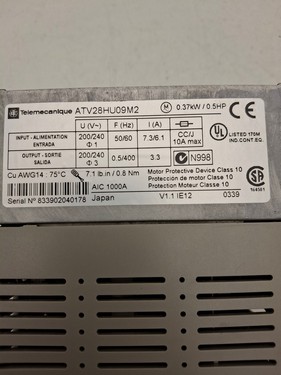 Telemecanique ATV28HU09M2 M 0.37kW / 0.5HP CE
U (V~) F (Hz) I (A)
INPUT - ALIMENTATION ENTRADA 200/240 Φ 1 50/60 7.3/6.1 CC/J 10A max
UL LISTED 170M IND.CONT.EQ.
OUTPUT - SORTIE SALIDA 200/240 Φ 3 0.5/400 3.3 N998
Cu AWG14 : 75°C 7.1 lb.in / 0.8 Nm
Motor Protective Device Class 10
Protección de motor Clase 10
Protection moteur Classe 10
AIC 1000A
Serial N° 833902040178 Japan V1.1 IE12 0339